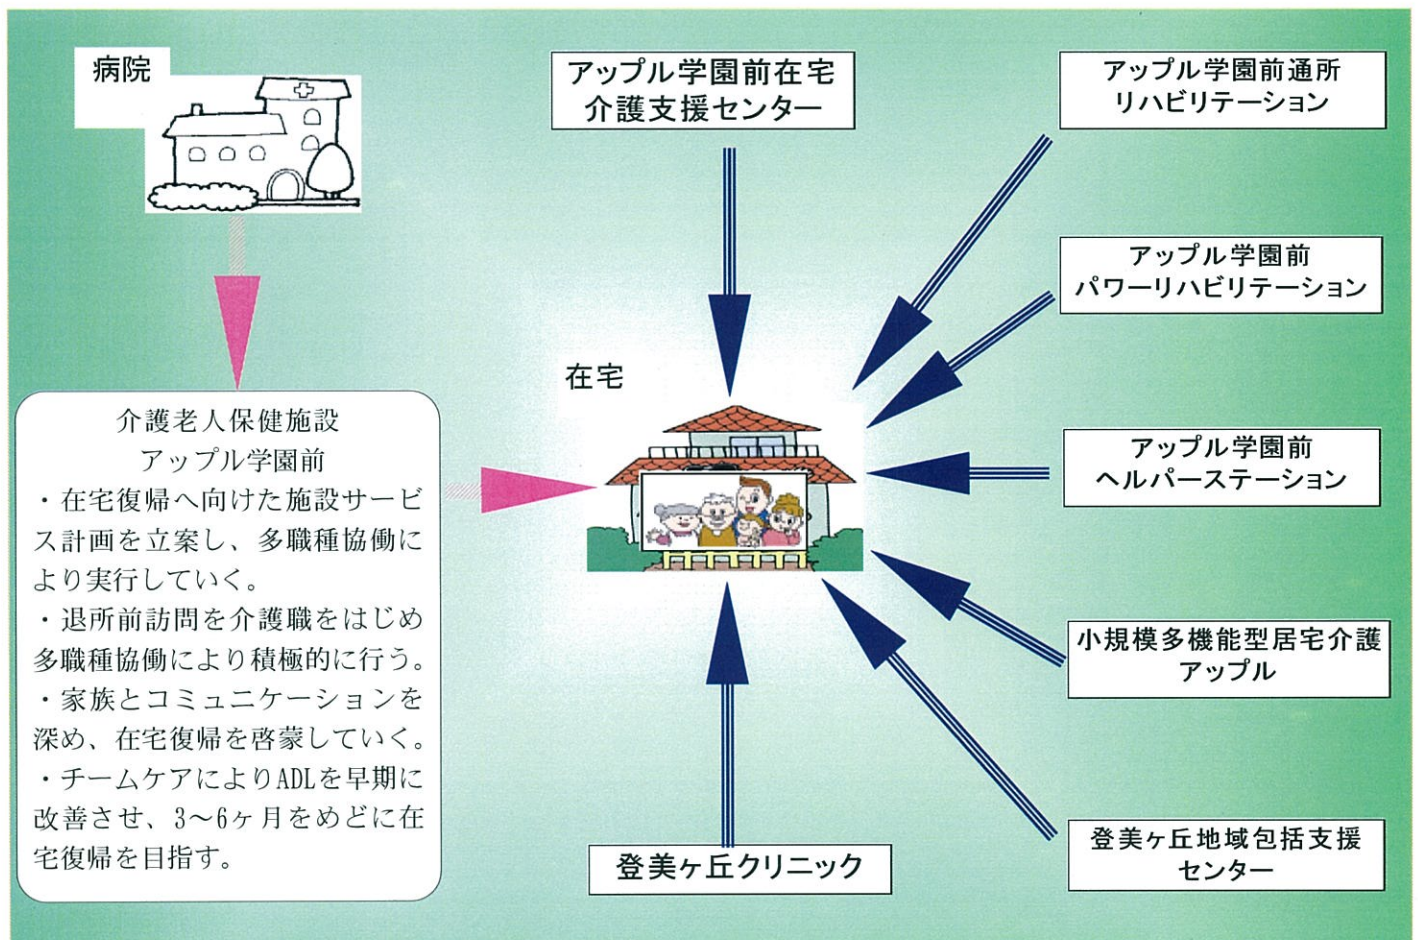 病院
アップル学園前在宅
介護支援センター
アップル学園前通所
リハビリテーション
アップル学園前
パワーリハビリテーション
在宅
介護老人保健施設
アップル学園前
・在宅復帰へ向けた施設サービ
ス計画を立案し、多職種協働に
より実行していく。
・退所前訪問を介護職をはじめ
多職種協働により積極的に行う。
・家族とコミュニケーションを
深め、在宅復帰を啓蒙していく。
・チームケアによりADLを早期に
改善させ、3〜6ヶ月をめどに在
宅復帰を目指す。
アップル学園前
ヘルパーステーション
小規模多機能型居宅介護
アップル
登美ヶ丘クリニック
登美ヶ丘地域包括支援
センター